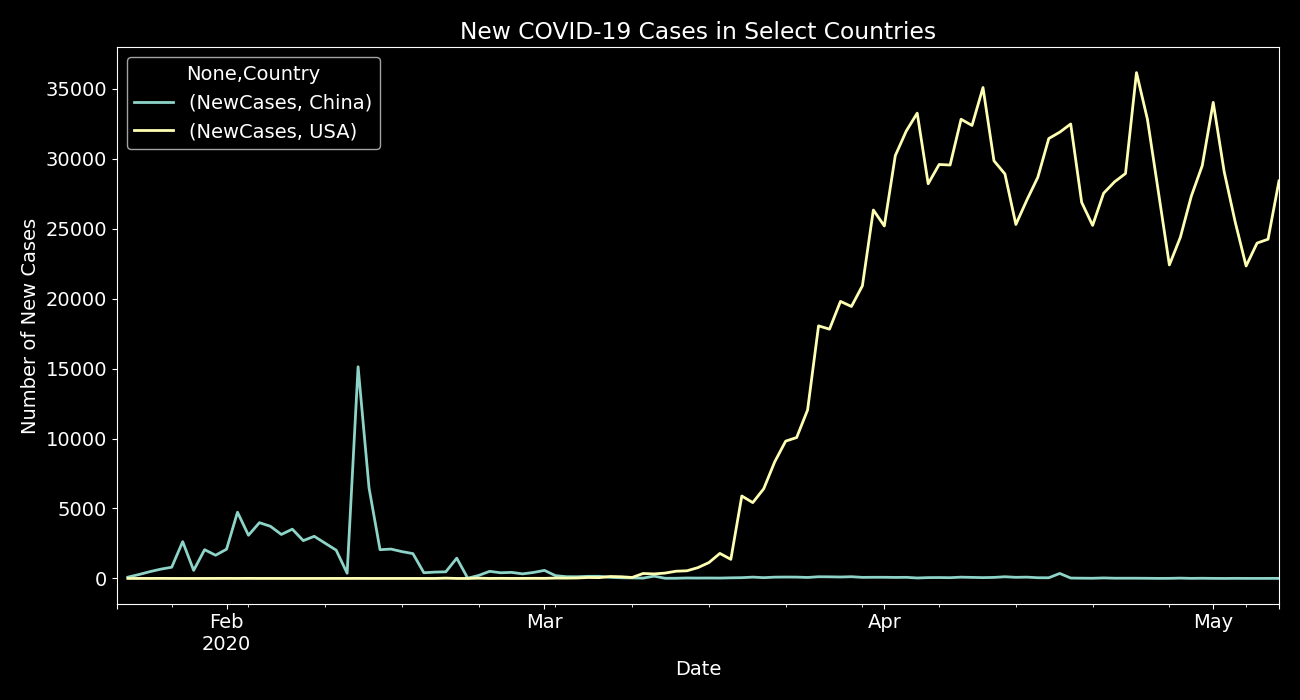 New COVID-19 Cases in Select Countries
None,Country
(NewCases, China)
(NewCases, USA)
Number of New Cases
35000
30000
25000
20000
15000
10000
5000
0
Feb
2020
Mar
Apr
May
Date